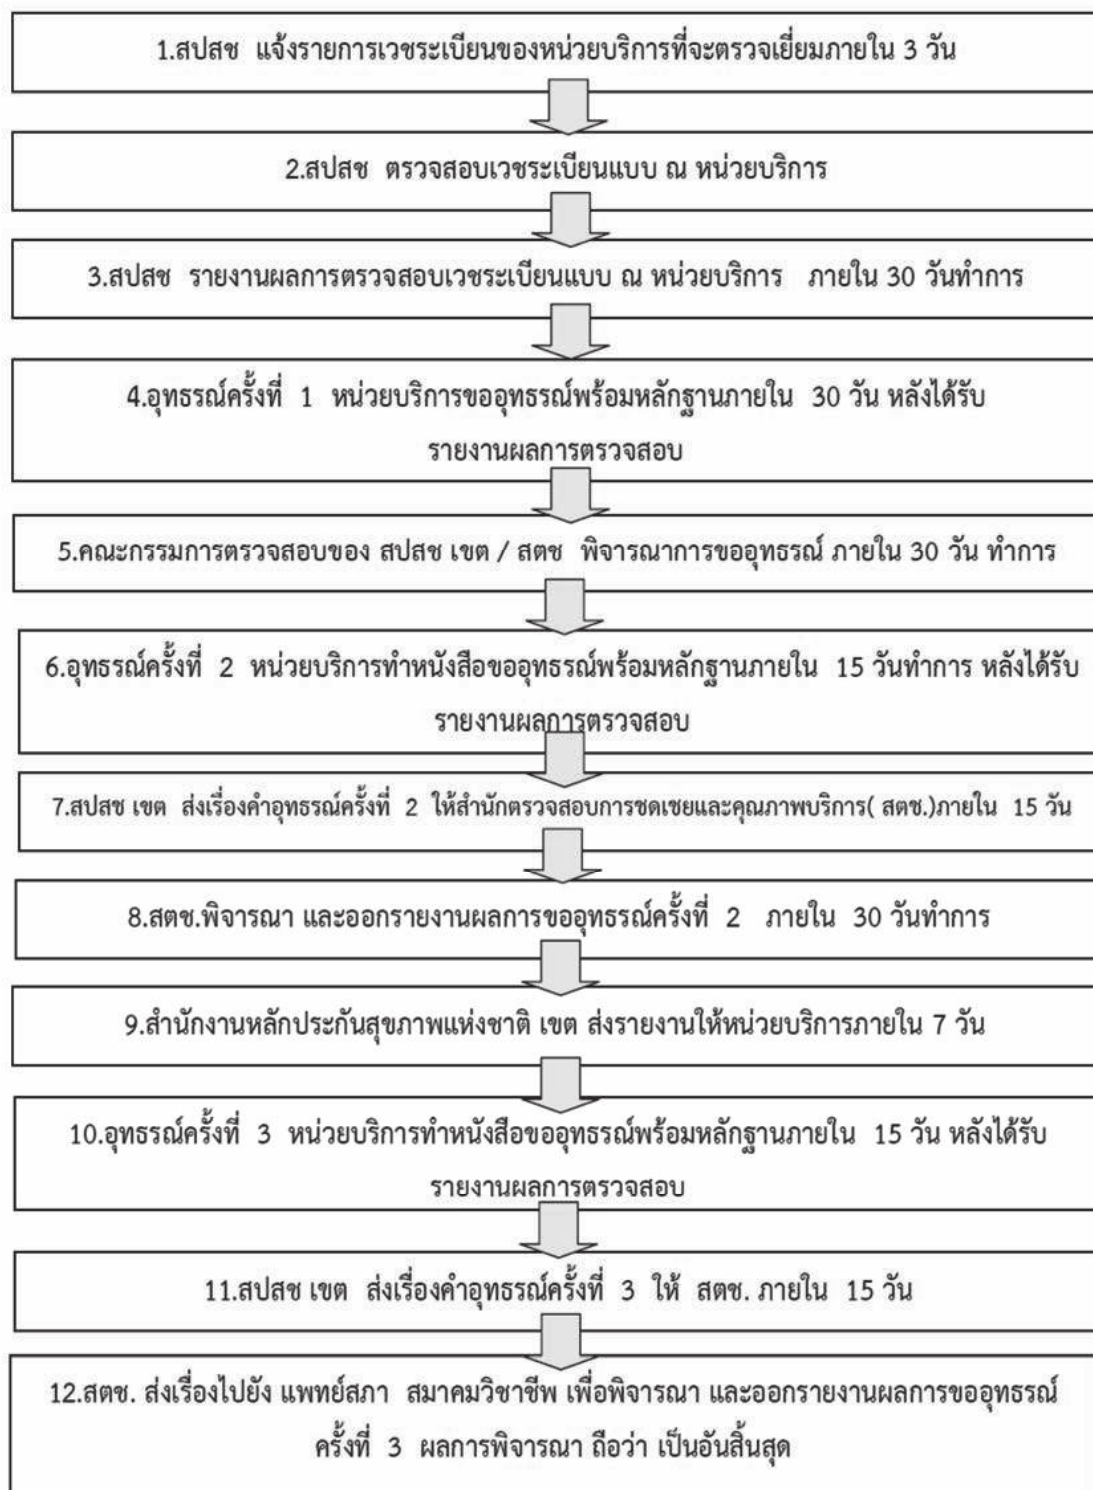 1.สปสช แจ้งรายการเวชระเบียนของหน่วยบริการที่จะตรวจเยี่ยมภายใน 3 วัน
2.สปสช ตรวจสอบเวชระเบียนแบบ ณ หน่วยบริการ
3.สปสช รายงานผลการตรวจสอบเวชระเบียนแบบ ณ หน่วยบริการ ภายใน 30 วันทำการ
4.อุทธรณ์ครั้งที่ 1 หน่วยบริการขออุทธรณ์พร้อมหลักฐานภายใน 30 วัน หลังได้รับ
รายงานผลการตรวจสอบ
5.คณะกรรมการตรวจสอบของ สปสช เขต / สตช พิจารณาการขออุทธรณ์ ภายใน 30 วัน ทำการ
6.อุทธรณ์ครั้งที่ 2 หน่วยบริการทำหนังสือขออุทธรณ์พร้อมหลักฐานภายใน 15 วันทำการ หลังได้รับ
รายงานผลการตรวจสอบ
7.สปสช เขต ส่งเรื่องคำอุทธรณ์ครั้งที่ 2 ให้สำนักตรวจสอบการชดเชยและคุณภาพบริการ( สตช.)ภายใน 15 วัน
8.สตช.พิจารณา และออกรายงานผลการขออุทธรณ์ครั้งที่ 2 ภายใน 30 วันทำการ
9.สำนักงานหลักประกันสุขภาพแห่งชาติ เขต ส่งรายงานให้หน่วยบริการภายใน 7 วัน
10.อุทธรณ์ครั้งที่ 3 หน่วยบริการทำหนังสือขออุทธรณ์พร้อมหลักฐานภายใน 15 วัน หลังได้รับ
รายงานผลการตรวจสอบ
11.สปสช เขต ส่งเรื่องคำอุทธรณ์ครั้งที่ 3 ให้ สตช. ภายใน 15 วัน
12.สตช. ส่งเรื่องไปยัง แพทย์สภา สมาคมวิชาชีพ เพื่อพิจารณา และออกรายงานผลการขออุทธรณ์
ครั้งที่ 3 ผลการพิจารณา ถือว่า เป็นอันสิ้นสุด